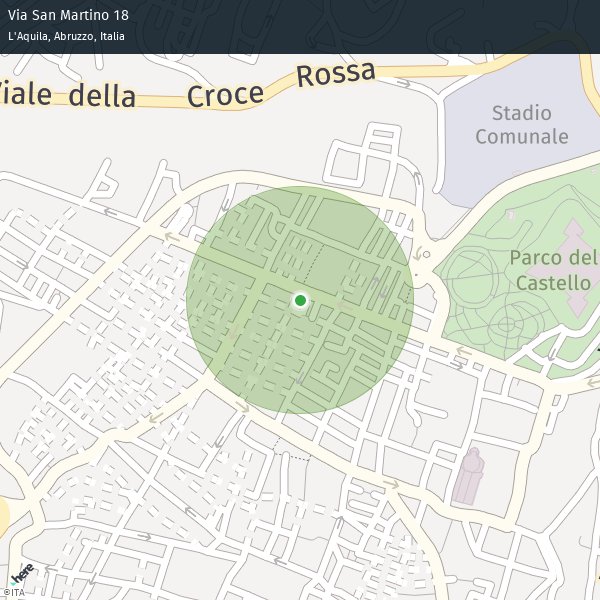 Via San Martino 18
L'Aquila, Abruzzo, Italia
Viale della Croce Rossa
Stadio
Comunale
Parco del
Castello
here
©ITA